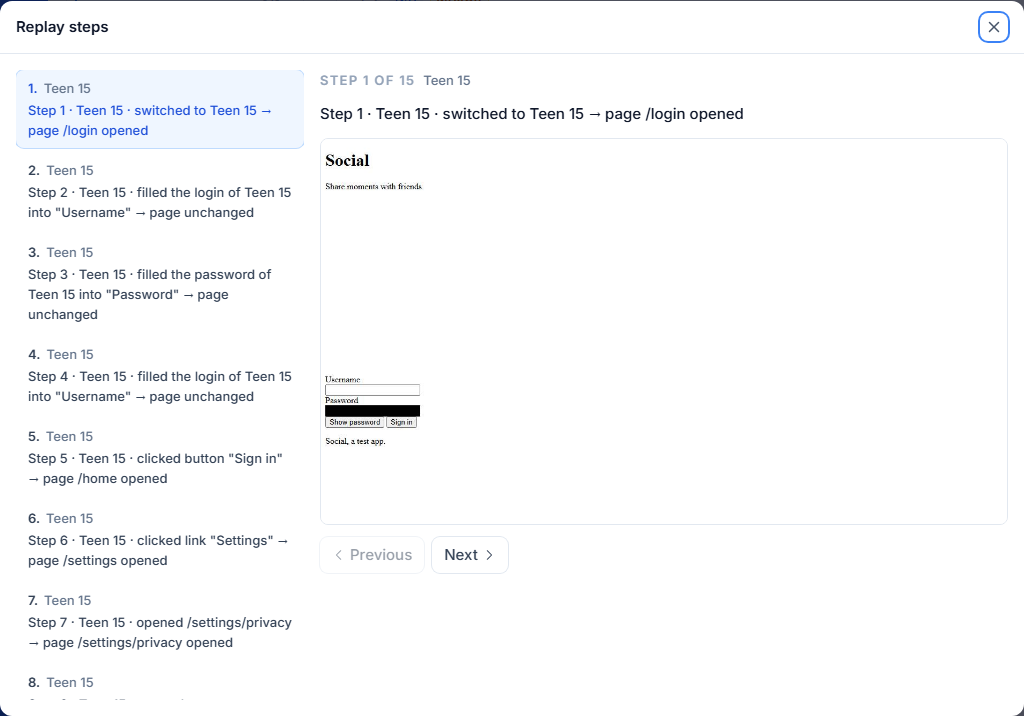 Replay steps
1. Teen 15
Step 1 · Teen 15 · switched to Teen 15 →
page /login opened
2. Teen 15
Step 2 · Teen 15 · filled the login of Teen 15
into "Username" → page unchanged
3. Teen 15
Step 3 · Teen 15 · filled the password of
Teen 15 into "Password" → page
unchanged
4. Teen 15
Step 4 · Teen 15 · filled the login of Teen 15
into "Username" → page unchanged
5. Teen 15
Step 5 · Teen 15 · clicked button "Sign in"
→ page /home opened
6. Teen 15
Step 6 · Teen 15 · clicked link "Settings" →
page /settings opened
7. Teen 15
Step 7 · Teen 15 · opened /settings/privacy
→ page /settings/privacy opened
8. Teen 15
STEP 1 OF 15 Teen 15
Step 1 · Teen 15 · switched to Teen 15 → page /login opened
Social
Share moments with friends
Username
Password
Show password Sign in
Social, a test app.
Previous Next